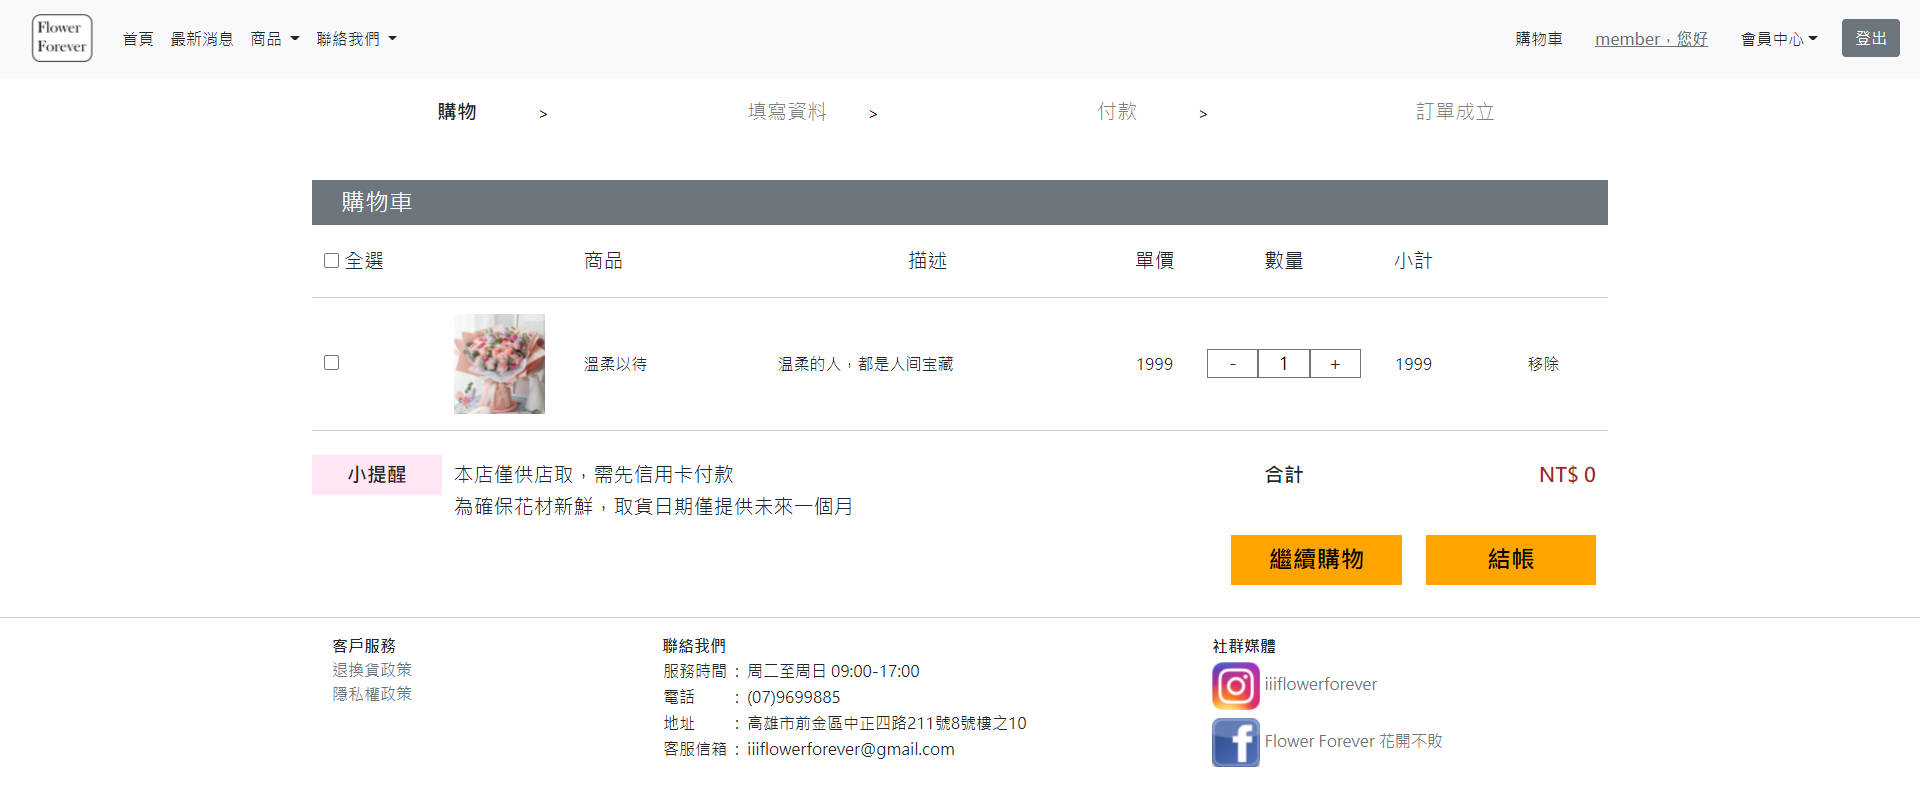 Flower
Forever
首頁 最新消息 商品 聯絡我們
購物車 member，您好 會員中心 登出
購物 > 填寫資料 > 付款 > 訂單成立
購物車
全選 商品 描述 單價 數量 小計
溫柔以待 温柔的人，都是人间宝藏 1999 - 1 + 1999 移除
小提醒 本店僅供店取，需先信用卡付款 合計 NT$ 0
為確保花材新鮮，取貨日期僅提供未來一個月
繼續購物 結帳
客戶服務
退換貨政策
隱私權政策
聯絡我們
服務時間 : 周二至周日 09:00-17:00
電話 : (07)9699885
地址 : 高雄市前金區中正四路211號8號樓之10
客服信箱 : iiiflowerforever@gmail.com
社群媒體
iiiflowerforever
Flower Forever 花開不敗